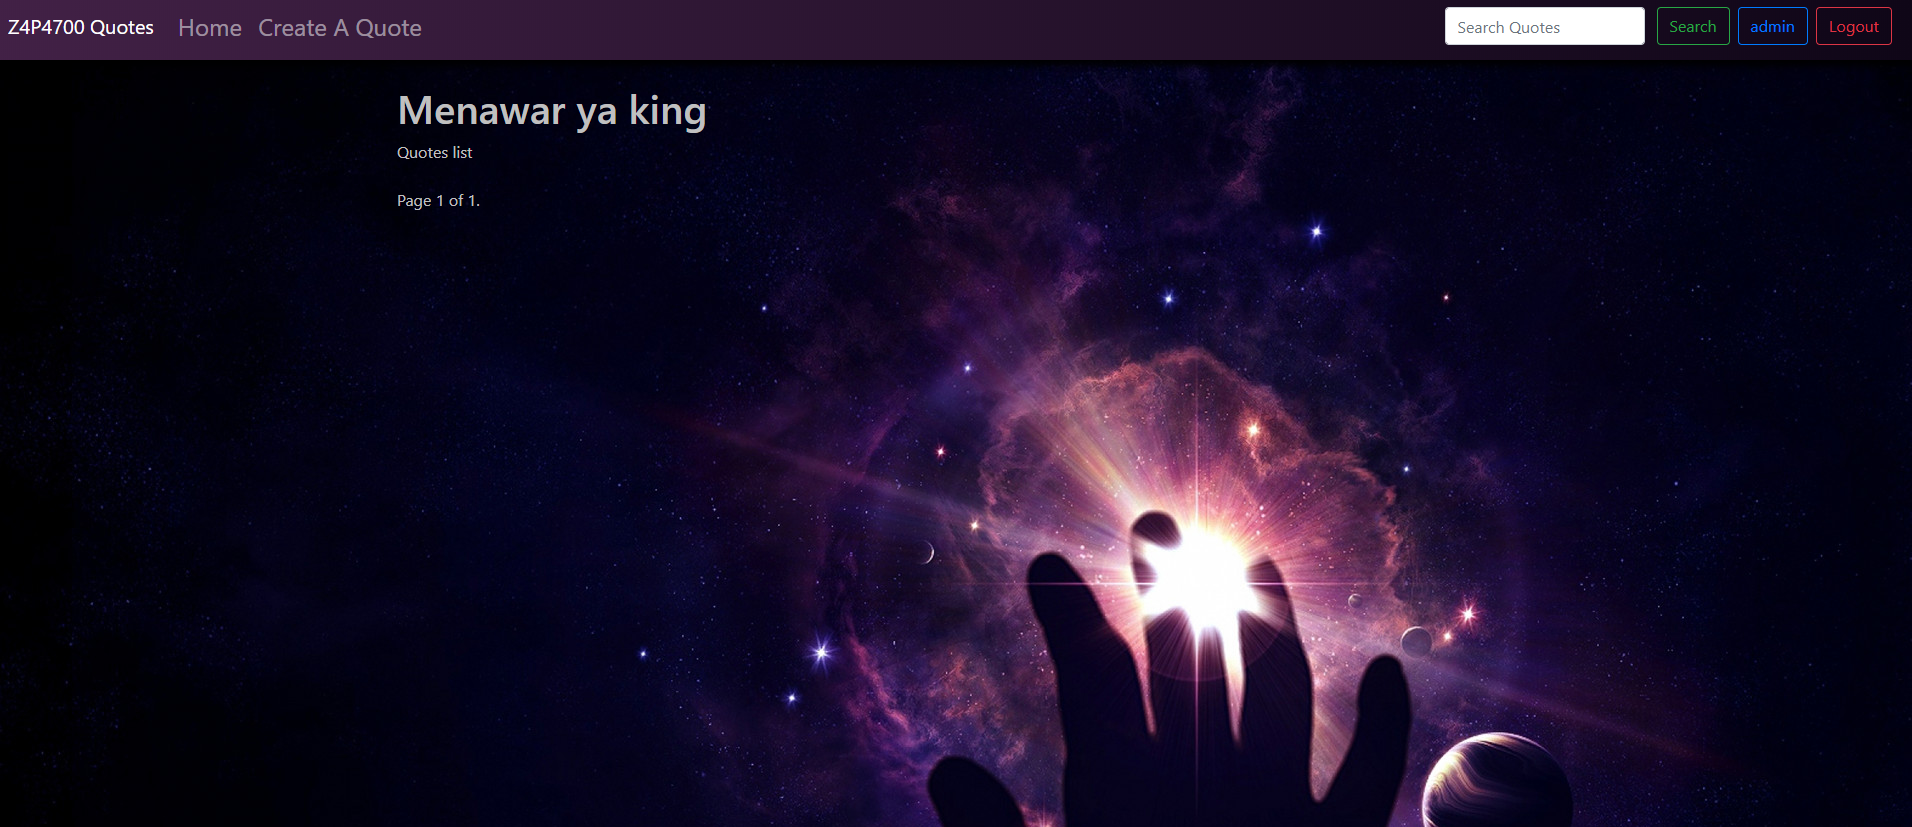 Z4P4700 Quotes Home Create A Quote Search Quotes Search admin Logout
Menawar ya king
Quotes list
Page 1 of 1.